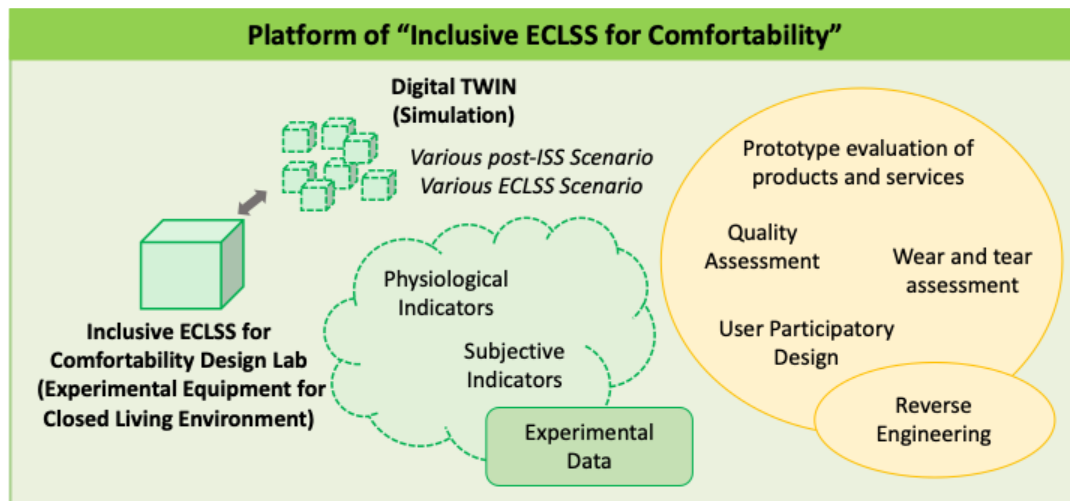 Platform of “Inclusive ECLSS for Comfortability”
Digital TWIN
(Simulation)
Various post-ISS Scenario
Various ECLSS Scenario
Inclusive ECLSS for
Comfortability Design Lab
(Experimental Equipment for
Closed Living Environment)
Physiological
Indicators
Subjective
Indicators
Experimental
Data
Prototype evaluation of
products and services
Quality
Assessment
Wear and tear
assessment
User Participatory
Design
Reverse
Engineering